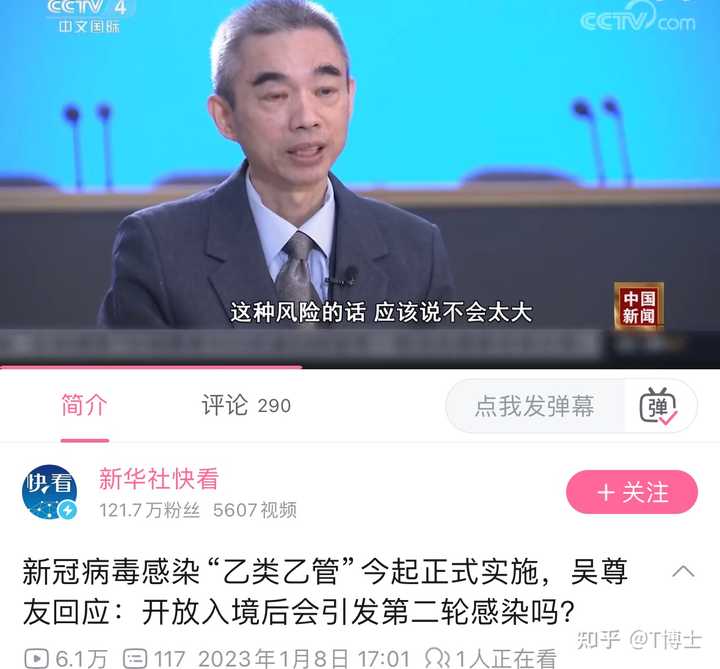 CCTV 4
中文国际
CCTV.com
这种风险的话 应该说不会太大
中国
新闻
简介
评论 290
点我发弹幕
弹
快看
新华社快看
121.7万粉丝 5607视频
+ 关注
新冠病毒感染“乙类乙管”今起正式实施，吴尊
友回应：开放入境后会引发第二轮感染吗？
知乎 @T博士
6.1万 117 2023年1月8日 17:01 1人正在看